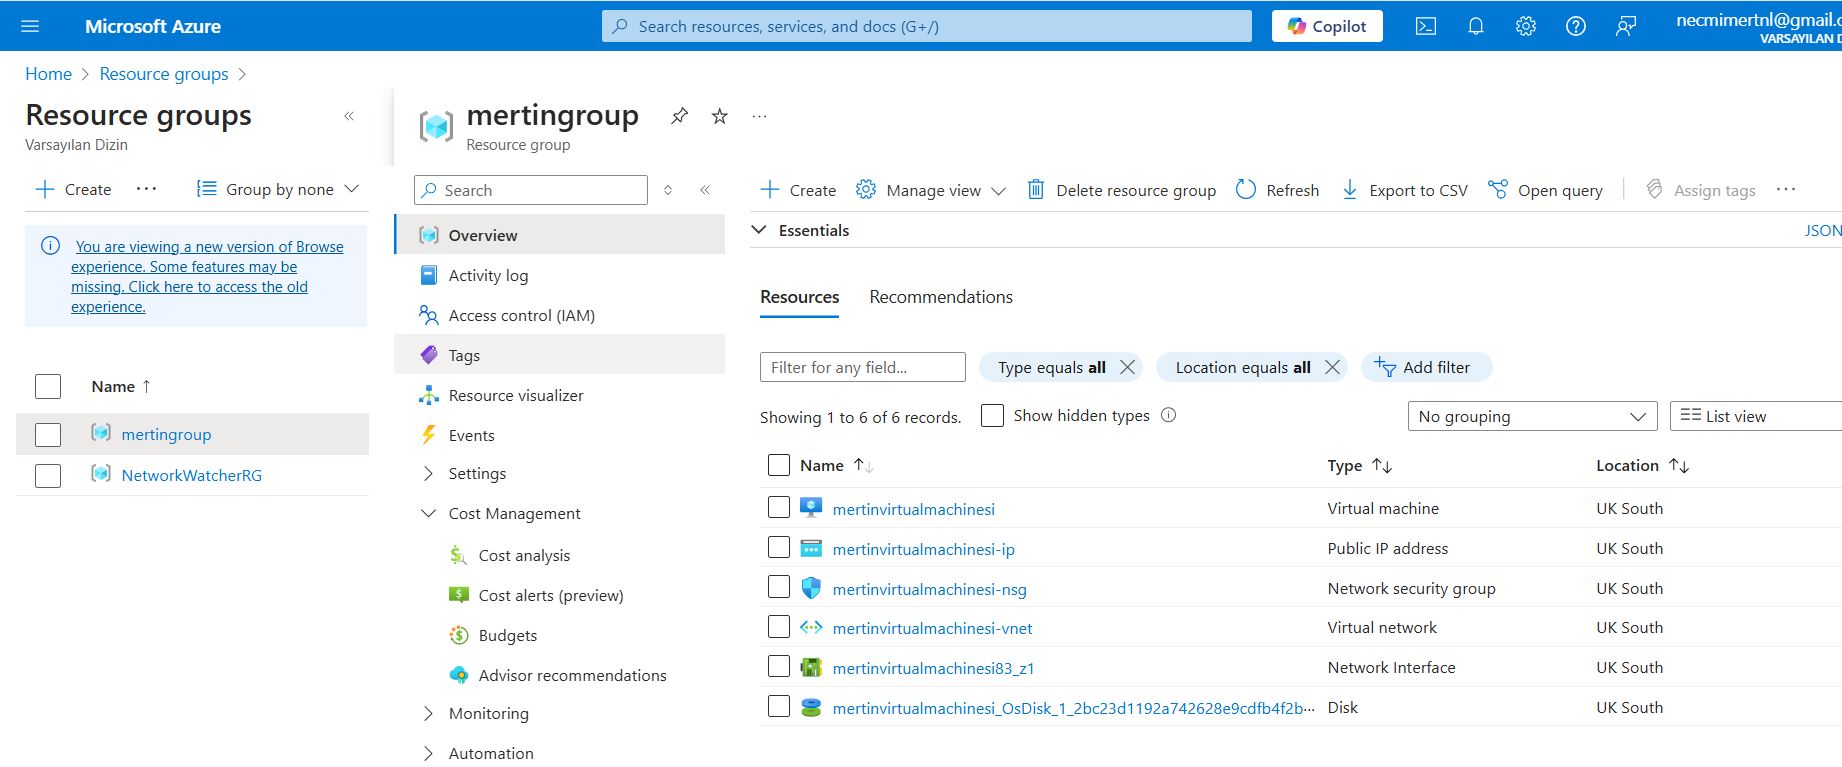 Microsoft Azure
Search resources, services, and docs (G+/)
Copilot
necmimertnl@gmail.c
VARSAYILAN D
Home > Resource groups >
Resource groups
Varsayılan Dizin
Create
Group by none
You are viewing a new version of Browse
experience. Some features may be
missing. Click here to access the old
experience.
Name ↑
mertingroup
NetworkWatcherRG
mertingroup
Resource group
Search
Overview
Activity log
Access control (IAM)
Tags
Resource visualizer
Events
Settings
Cost Management
Cost analysis
Cost alerts (preview)
Budgets
Advisor recommendations
Monitoring
Automation
Create
Manage view
Delete resource group
Refresh
Export to CSV
Open query
Assign tags
Essentials
JSON
Resources
Recommendations
Filter for any field...
Type equals all
Location equals all
Add filter
Showing 1 to 6 of 6 records.
Show hidden types
No grouping
List view
Name ↑↓ Type ↑↓ Location ↑↓
mertinvirtualmachinesi Virtual machine UK South
mertinvirtualmachinesi-ip Public IP address UK South
mertinvirtualmachinesi-nsg Network security group UK South
mertinvirtualmachinesi-vnet Virtual network UK South
mertinvirtualmachinesi83_z1 Network Interface UK South
mertinvirtualmachinesi_OsDisk_1_2bc23d1192a742628e9cdfb4f2b··· Disk UK South